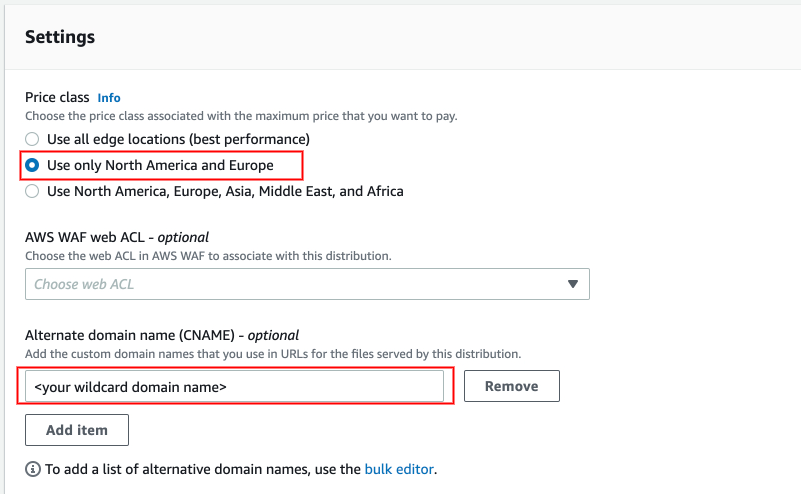 Settings
Price class Info
Choose the price class associated with the maximum price that you want to pay.
Use all edge locations (best performance)
Use only North America and Europe
Use North America, Europe, Asia, Middle East, and Africa
AWS WAF web ACL - optional
Choose the web ACL in AWS WAF to associate with this distribution.
Choose web ACL
Alternate domain name (CNAME) - optional
Add the custom domain names that you use in URLs for the files served by this distribution.
<your wildcard domain name> Remove
Add item
To add a list of alternative domain names, use the bulk editor.